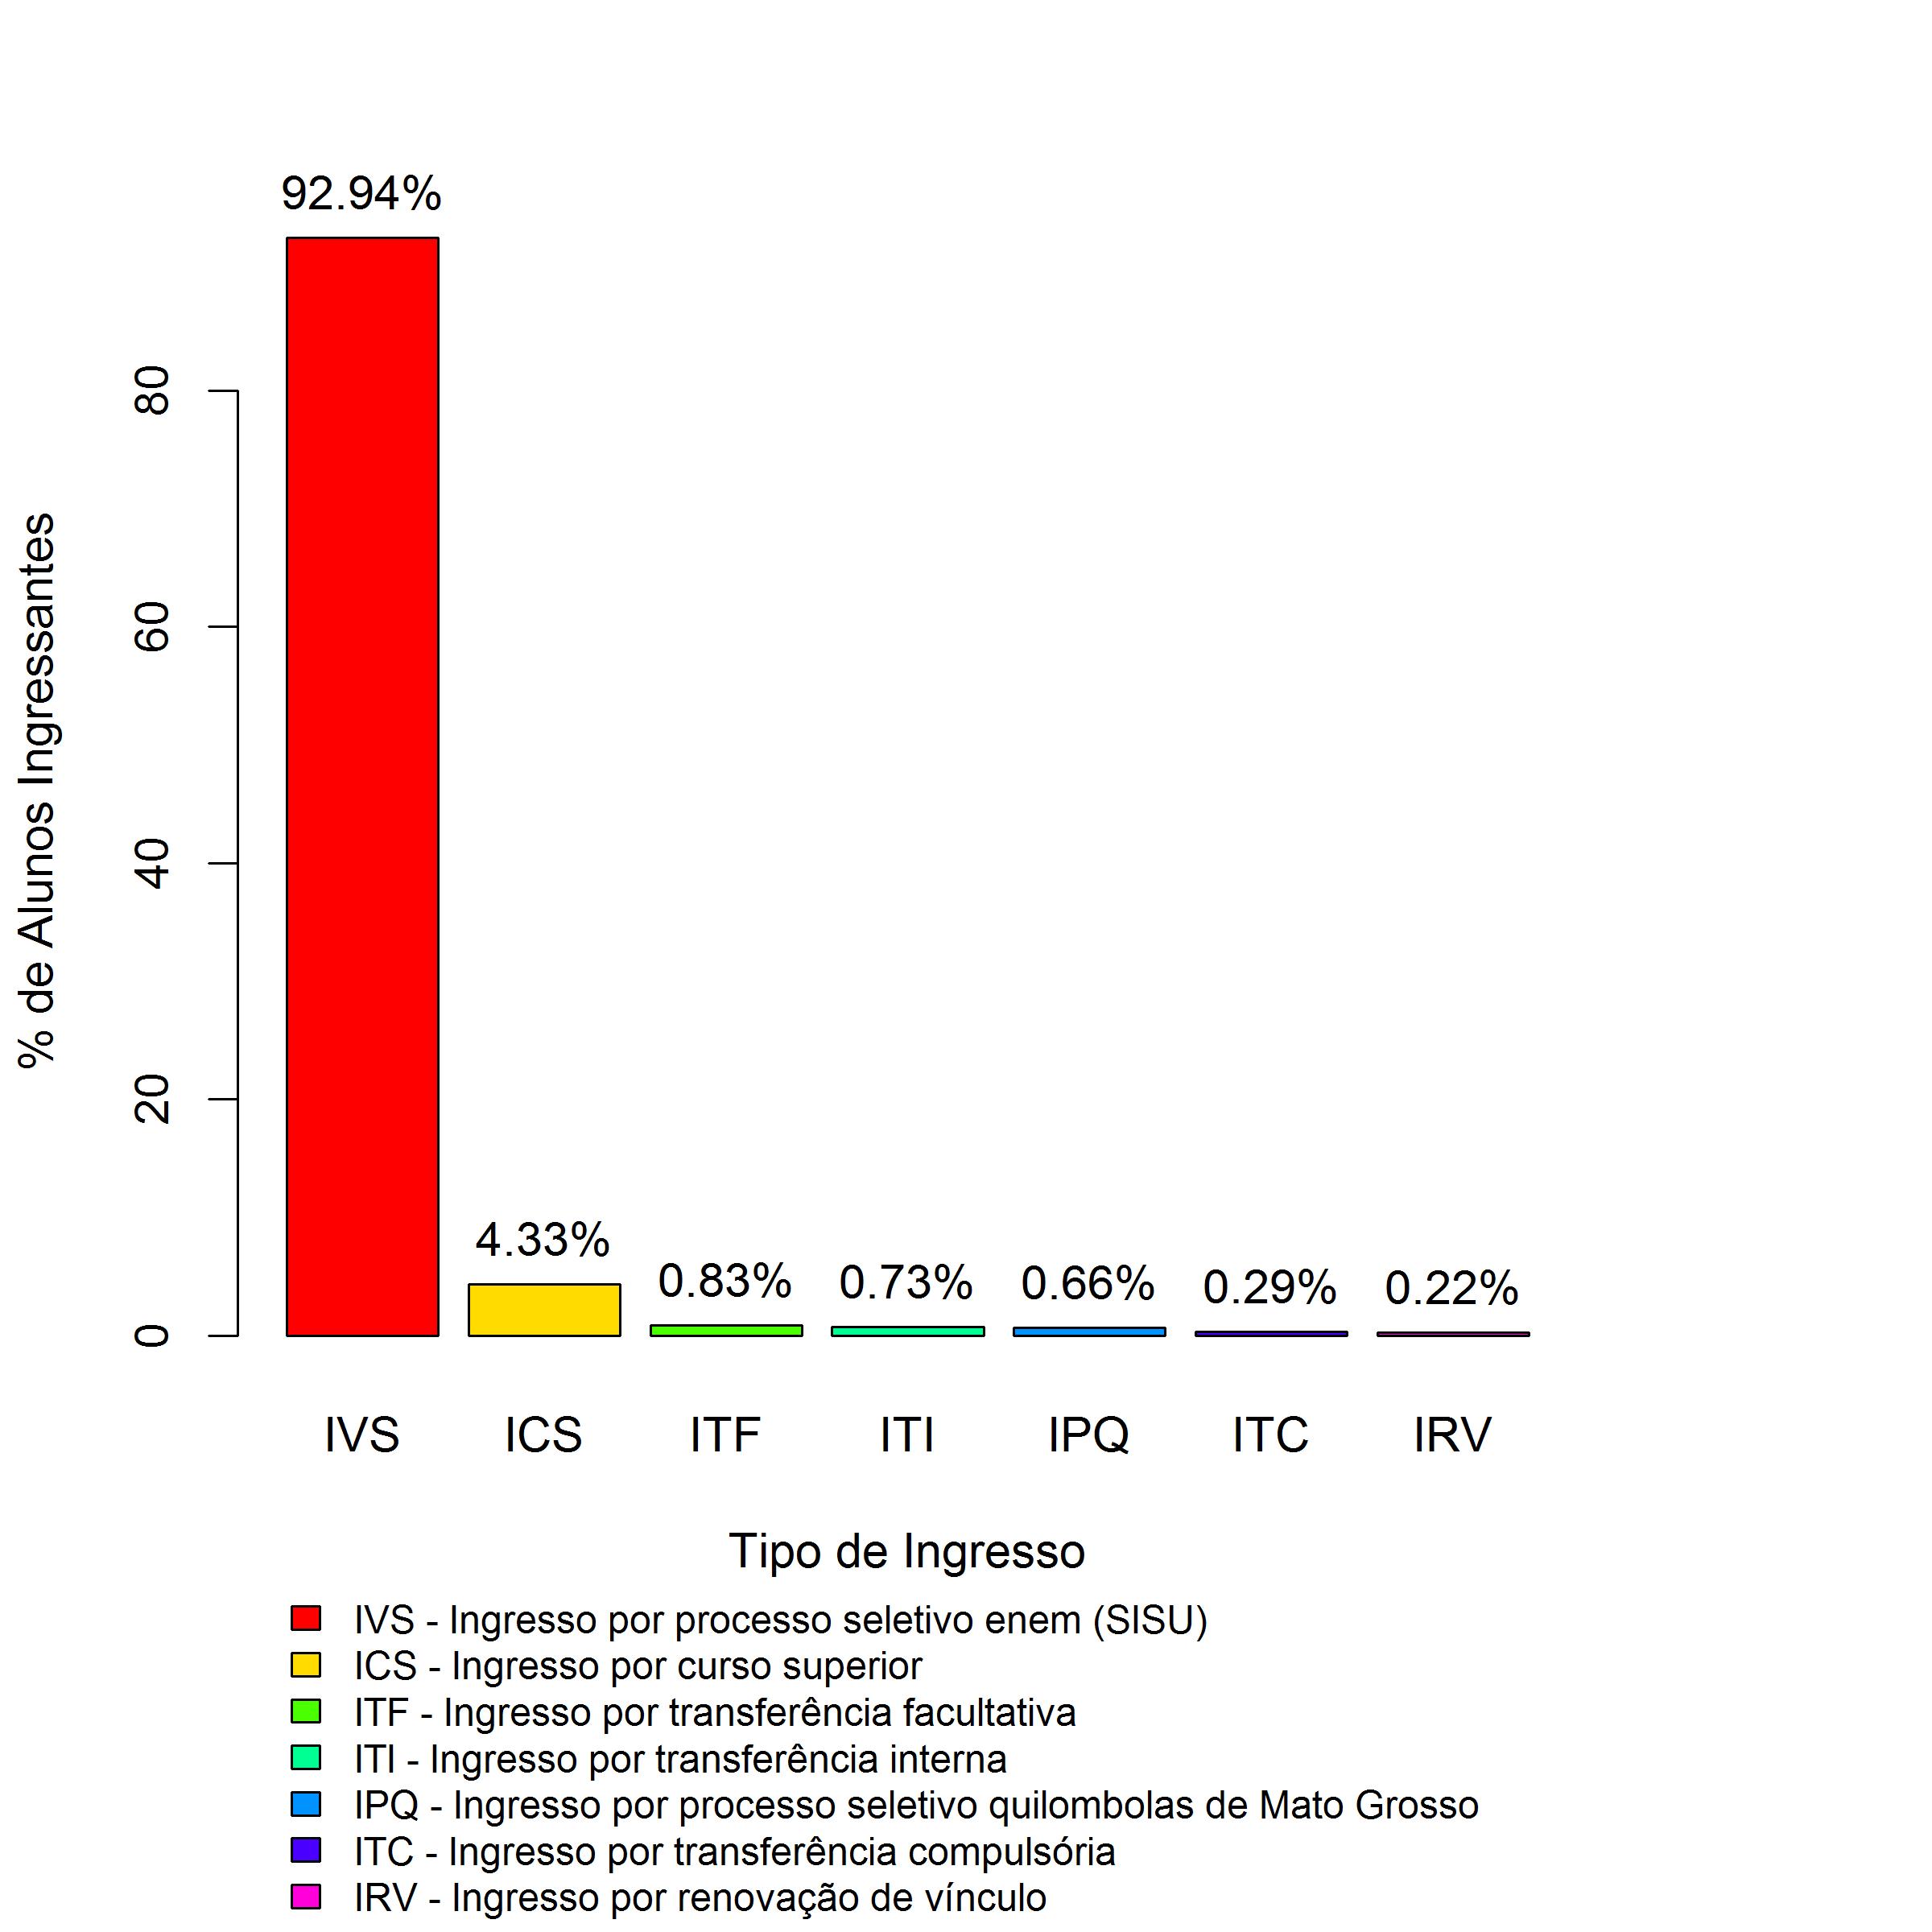 92.94%
4.33%
0.83%
0.73%
0.66%
0.29%
0.22%
80
60
40
20
0
% de Alunos Ingressantes
IVS ICS ITF ITI IPQ ITC IRV
Tipo de Ingresso
IVS - Ingresso por processo seletivo enem (SISU)
ICS - Ingresso por curso superior
ITF - Ingresso por transferência facultativa
ITI - Ingresso por transferência interna
IPQ - Ingresso por processo seletivo quilombolas de Mato Grosso
ITC - Ingresso por transferência compulsória
IRV - Ingresso por renovação de vínculo